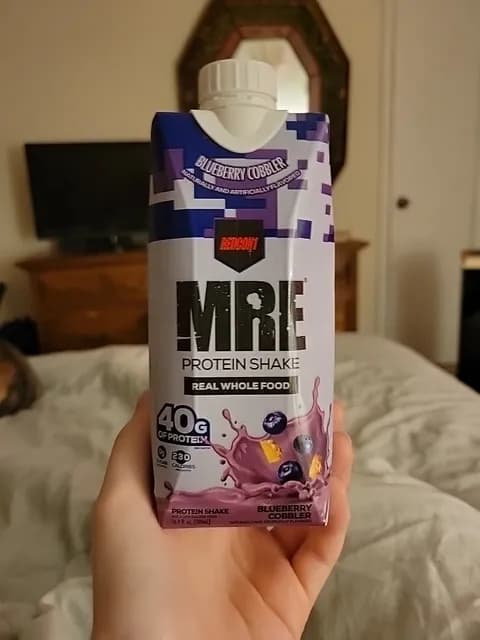 BLUEBERRY COBBLER
NATURALLY AND ARTIFICIALLY FLAVORED
REDCON1
MRE
PROTEIN SHAKE
REAL WHOLE FOOD
40G
OF PROTEIN
230
CALORIES
PROTEIN SHAKE
BLUEBERRY
COBBLER